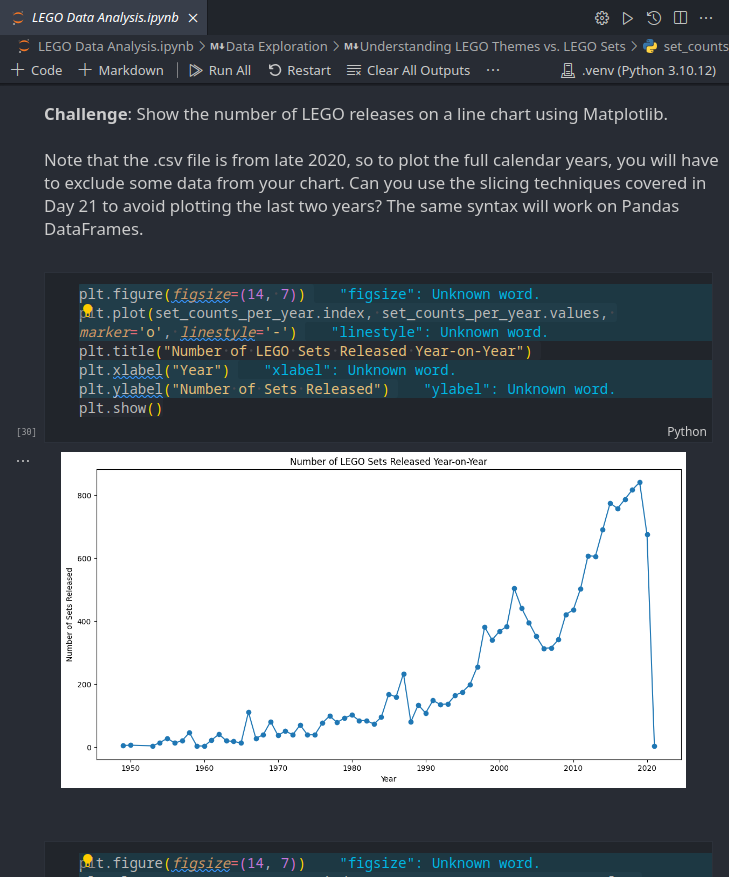 LEGO Data Analysis.ipynb
LEGO Data Analysis.ipynb > M↓Data Exploration > M↓Understanding LEGO Themes vs. LEGO Sets > set_counts
+ Code + Markdown | Run All Restart Clear All Outputs ··· .venv (Python 3.10.12)
Challenge: Show the number of LEGO releases on a line chart using Matplotlib.
Note that the .csv file is from late 2020, so to plot the full calendar years, you will have
to exclude some data from your chart. Can you use the slicing techniques covered in
Day 21 to avoid plotting the last two years? The same syntax will work on Pandas
DataFrames.
plt.figure(figsize=(14, 7)) "figsize": Unknown word.
plt.plot(set_counts_per_year.index, set_counts_per_year.values,
marker='o', linestyle='-') "linestyle": Unknown word.
plt.title("Number of LEGO Sets Released Year-on-Year")
plt.xlabel("Year") "xlabel": Unknown word.
plt.ylabel("Number of Sets Released") "ylabel": Unknown word.
plt.show()
[30]
Python
Number of LEGO Sets Released Year-on-Year
800
600
400
200
0
Number of Sets Released
1950 1960 1970 1980 1990 2000 2010 2020
Year
plt.figure(figsize=(14, 7)) "figsize": Unknown word.